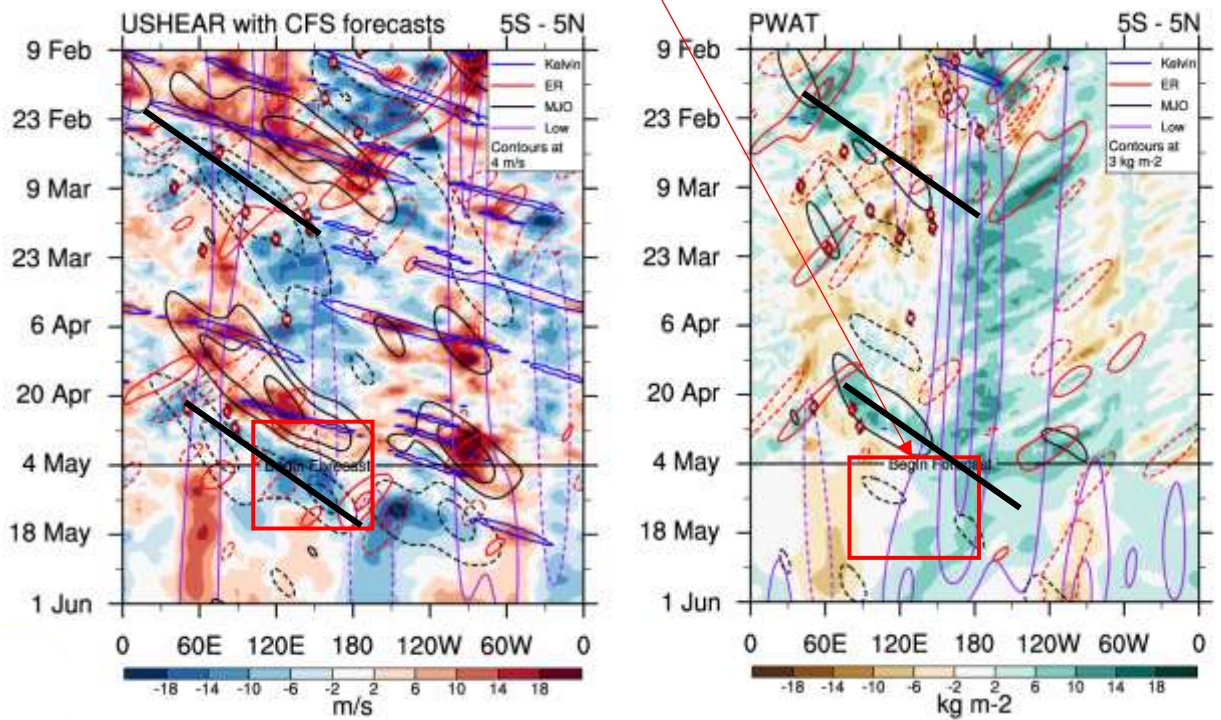 USHEAR with CFS forecasts 5S - 5N
9 Feb
23 Feb
9 Mar
23 Mar
6 Apr
20 Apr
4 May
18 May
1 Jun
Kelvin
ER
MJO
Low
Contours at
4 m/s
Begin Forecast
0 60E 120E 180 120W 60W 0
-18 -14 -10 -6 -2 2 6 10 14 18
m/s
PWAT 5S - 5N
9 Feb
23 Feb
9 Mar
23 Mar
6 Apr
20 Apr
4 May
18 May
1 Jun
Kelvin
ER
MJO
Low
Contours at
3 kg m-2
Begin Forecast
0 60E 120E 180 120W 60W 0
-18 -14 -10 -6 -2 2 6 10 14 18
kg m-2